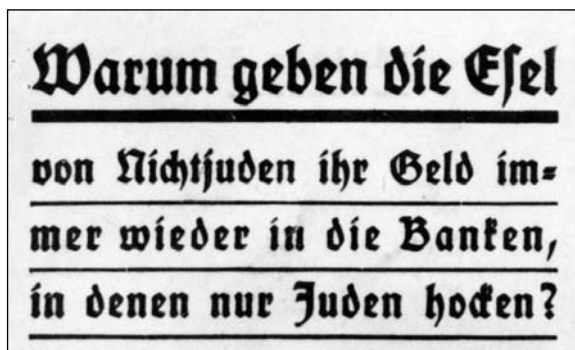 Warum geben die Esel
von Nichtjuden ihr Geld im=
mer wieder in die Banken,
in denen nur Juden hocken?